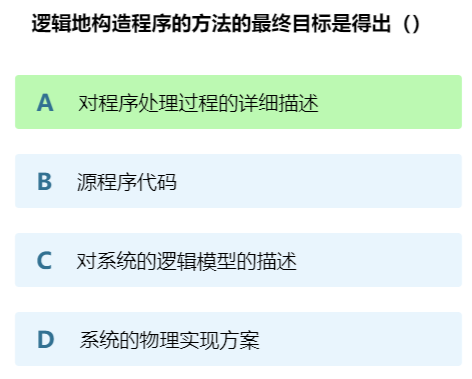 逻辑地构造程序的方法的最终目标是得出（）
A 对程序处理过程的详细描述
B 源程序代码
C 对系统的逻辑模型的描述
D 系统的物理实现方案